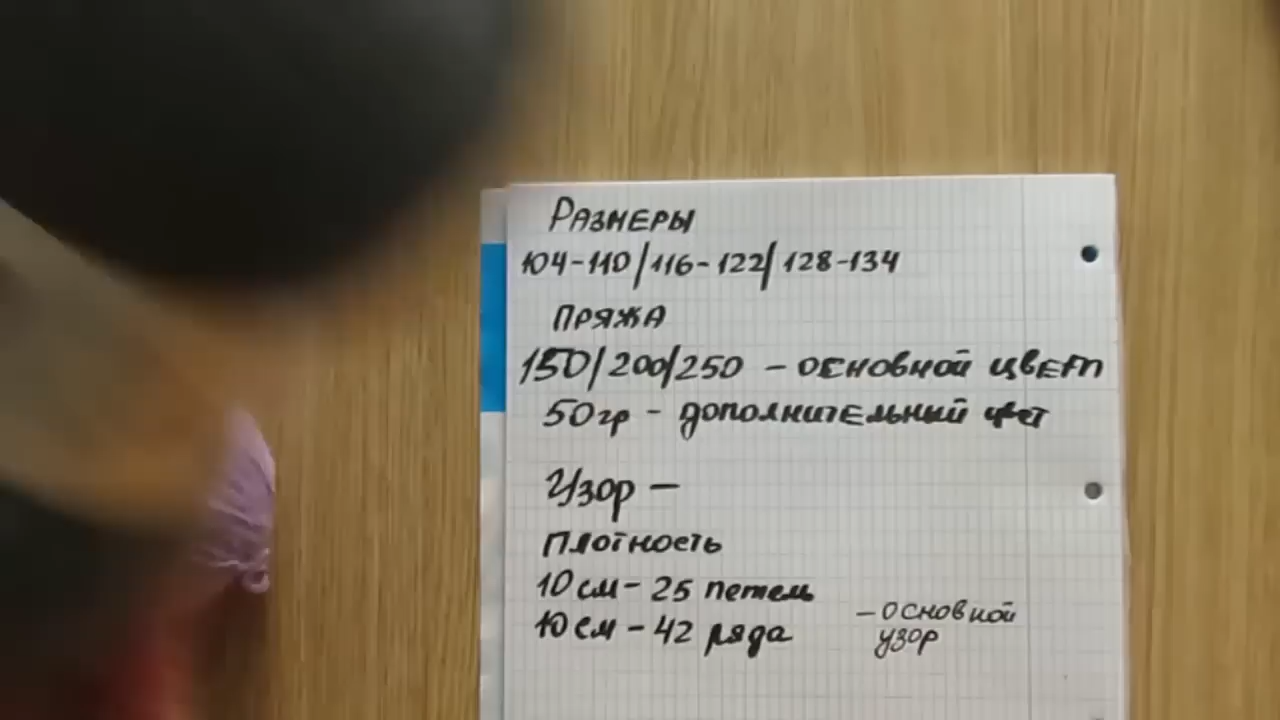 Размеры
104-110/116-122/128-134
Пряжа
150/200/250 - основной цвет
50гр - дополнительный цвет
Узор -
Плотность
10 см - 25 петель
10 см - 42 ряда
- основной
узор